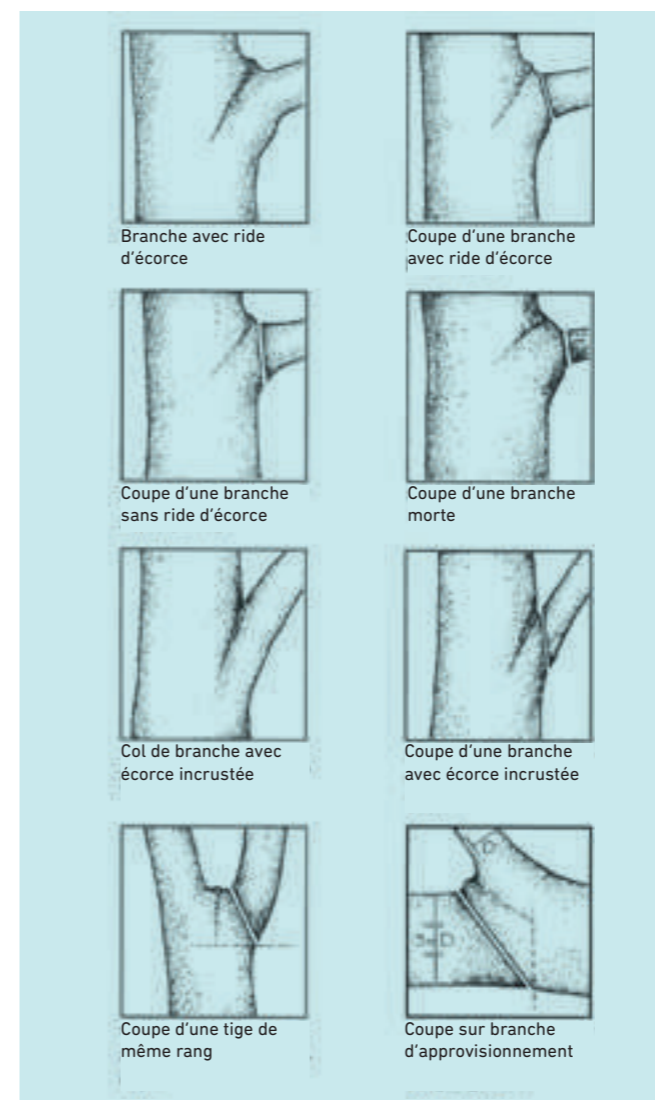 Branche avec ride
d'écorce
Coupe d'une branche
avec ride d'écorce
Coupe d'une branche
sans ride d'écorce
Coupe d'une branche
morte
Col de branche avec
écorce incrustée
Coupe d'une branche
avec écorce incrustée
D
Coupe d'une tige de
même rang
Coupe sur branche
d'approvisionnement